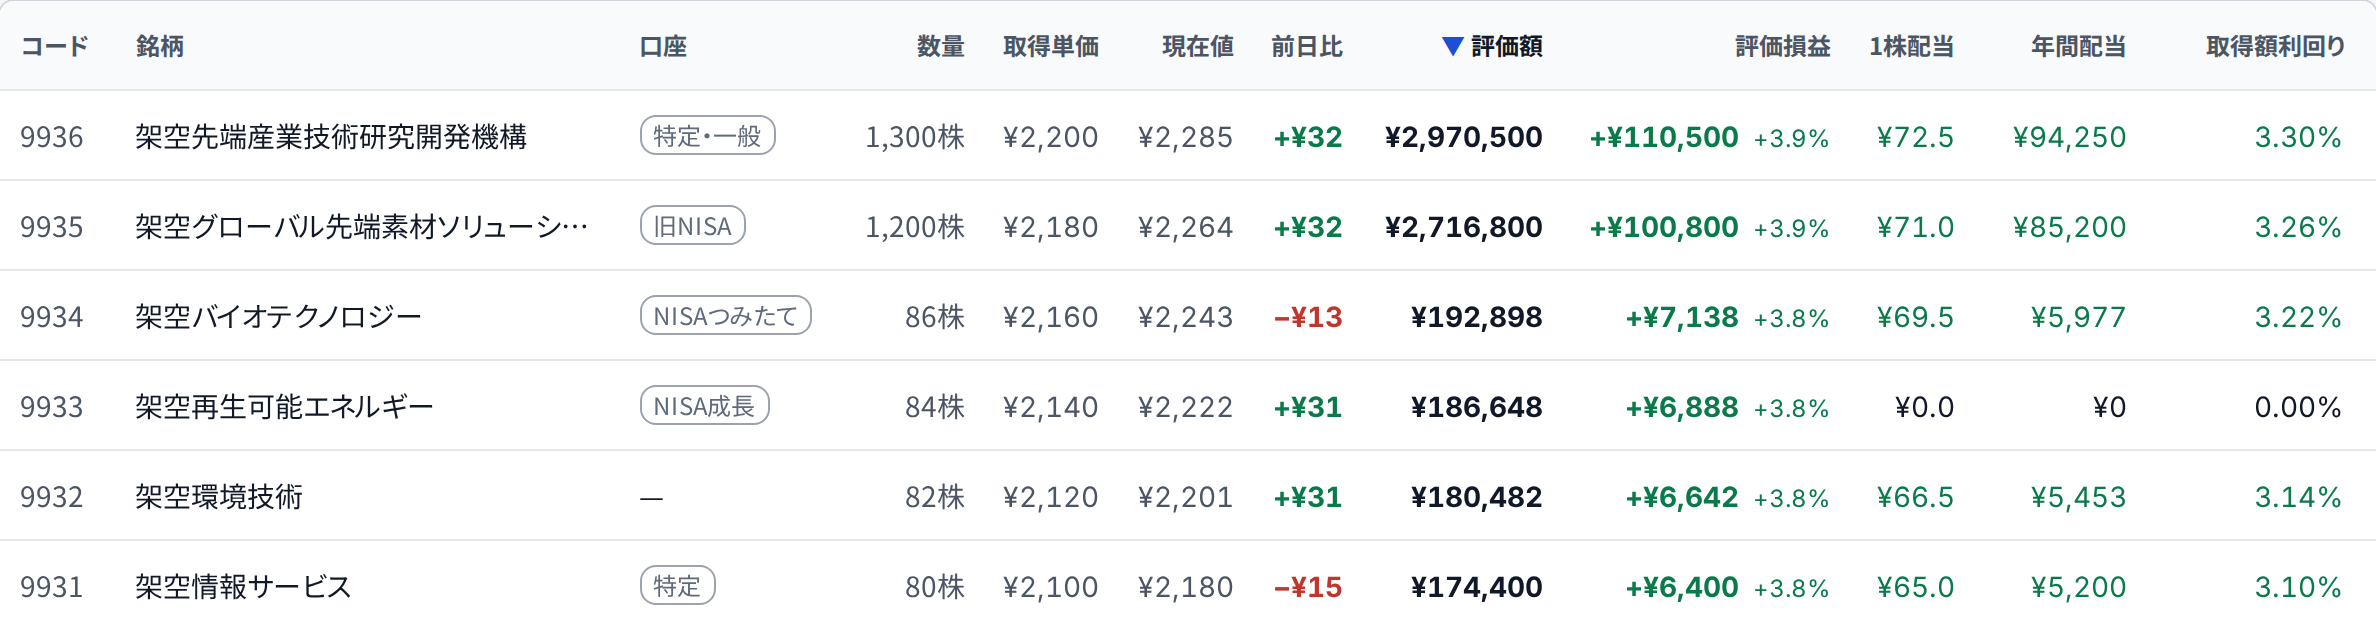 コード 銘柄 口座 数量 取得単価 現在値 前日比 ▼評価額 評価損益 1株配当 年間配当 取得額利回り
9936 架空先端産業技術研究開発機構 特定・一般 1,300株 ¥2,200 ¥2,285 +¥32 ¥2,970,500 +¥110,500 +3.9% ¥72.5 ¥94,250 3.30%
9935 架空グローバル先端素材ソリューシ… 旧NISA 1,200株 ¥2,180 ¥2,264 +¥32 ¥2,716,800 +¥100,800 +3.9% ¥71.0 ¥85,200 3.26%
9934 架空バイオテクノロジー NISAつみたて 86株 ¥2,160 ¥2,243 −¥13 ¥192,898 +¥7,138 +3.8% ¥69.5 ¥5,977 3.22%
9933 架空再生可能エネルギー NISA成長 84株 ¥2,140 ¥2,222 +¥31 ¥186,648 +¥6,888 +3.8% ¥0.0 ¥0 0.00%
9932 架空環境技術 — 82株 ¥2,120 ¥2,201 +¥31 ¥180,482 +¥6,642 +3.8% ¥66.5 ¥5,453 3.14%
9931 架空情報サービス 特定 80株 ¥2,100 ¥2,180 −¥15 ¥174,400 +¥6,400 +3.8% ¥65.0 ¥5,200 3.10%